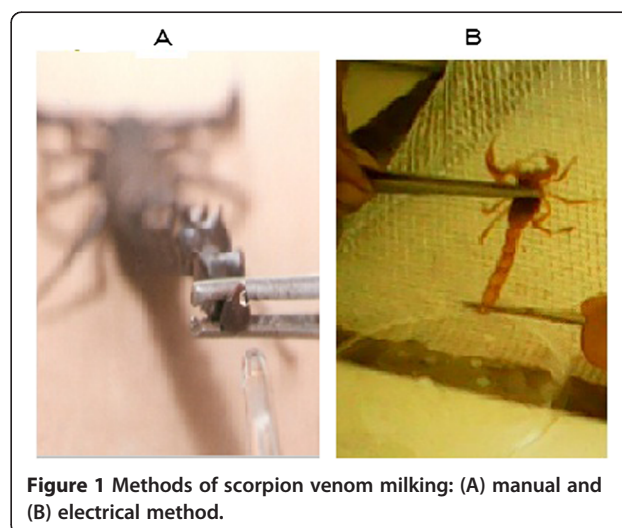 A
B
Figure 1 Methods of scorpion venom milking: (A) manual and
(B) electrical method.